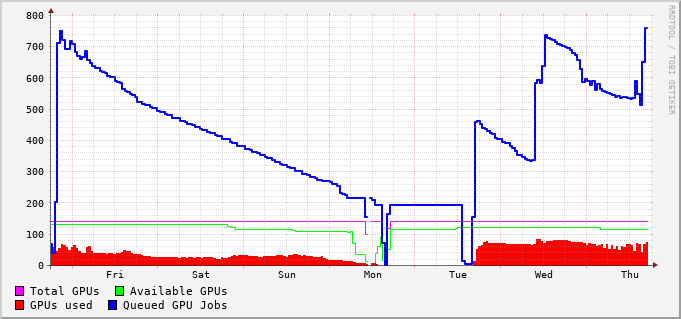 800
700
600
500
400
300
200
100
0
Fri Sat Sun Mon Tue Wed Thu
Total GPUs Available GPUs
GPUs used Queued GPU Jobs
RRDTOOL / TOBI OETIKER